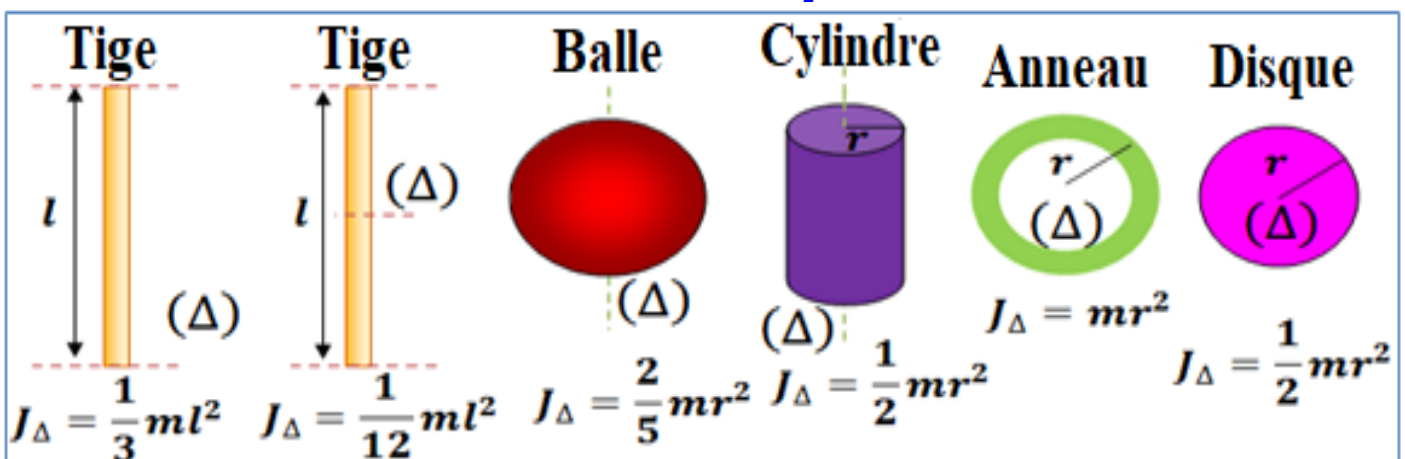 Tige
l
(Δ)
J_Δ = 1/3 ml²
Tige
l
(Δ)
J_Δ = 1/12 ml²
Balle
(Δ)
J_Δ = 2/5 mr²
Cylindre
r
(Δ)
J_Δ = 1/2 mr²
Anneau
r
(Δ)
J_Δ = mr²
Disque
r
(Δ)
J_Δ = 1/2 mr²